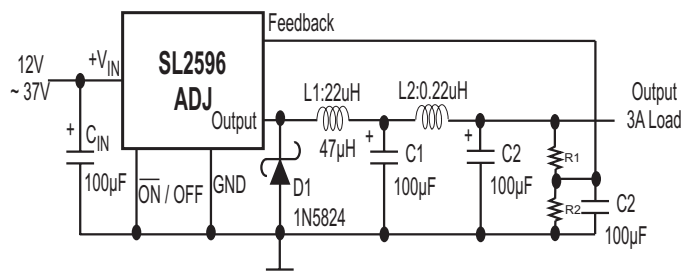 Feedback
12V
~ 37V
+VIN
SL2596
ADJ
Output
L1:22uH
L2:0.22uH
Output
3A Load
+
CIN
100µF
ON / OFF
GND
47µH
D1
1N5824
+
C1
100µF
+
C2
100µF
R1
R2
C2
100µF